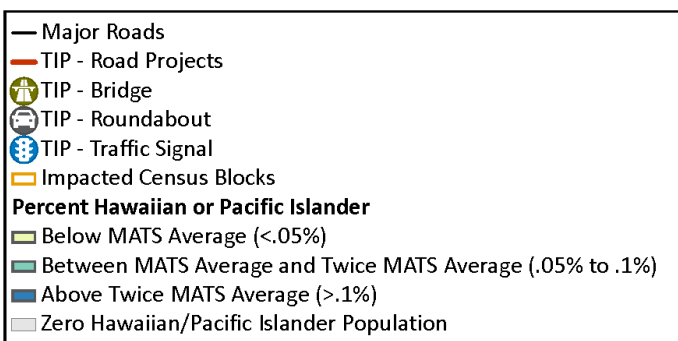 Major Roads
TIP - Road Projects
TIP - Bridge
TIP - Roundabout
TIP - Traffic Signal
Impacted Census Blocks
Percent Hawaiian or Pacific Islander
Below MATS Average (<.05%)
Between MATS Average and Twice MATS Average (.05% to .1%)
Above Twice MATS Average (>.1%)
Zero Hawaiian/Pacific Islander Population